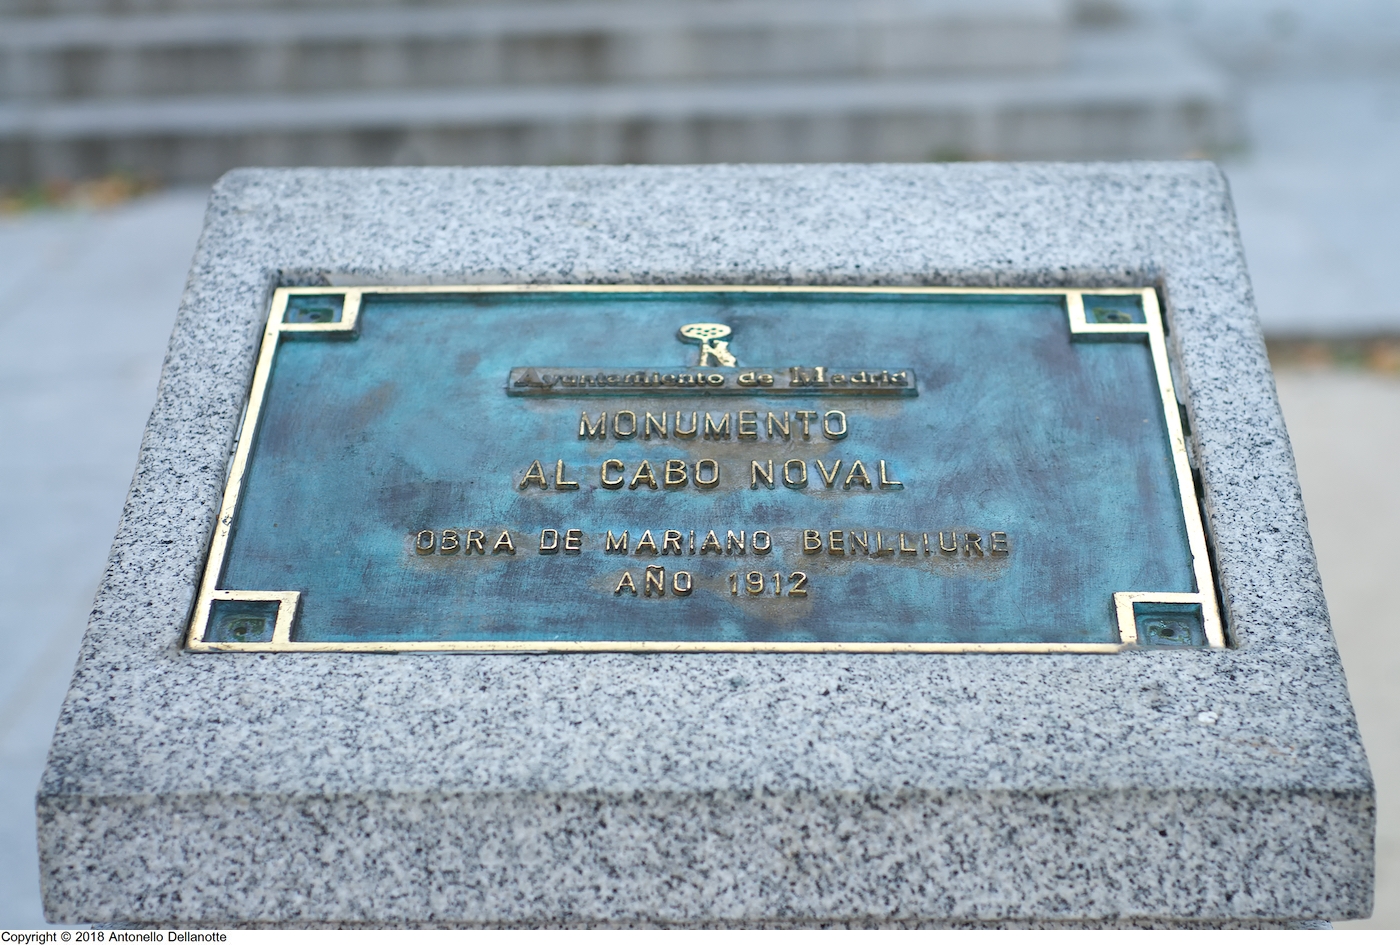 Ayuntamiento de Madrid
MONUMENTO
AL CABO NOVAL
OBRA DE MARIANO BENLLIURE
AÑO 1912
Copyright © 2018 Antonello Dellanotte